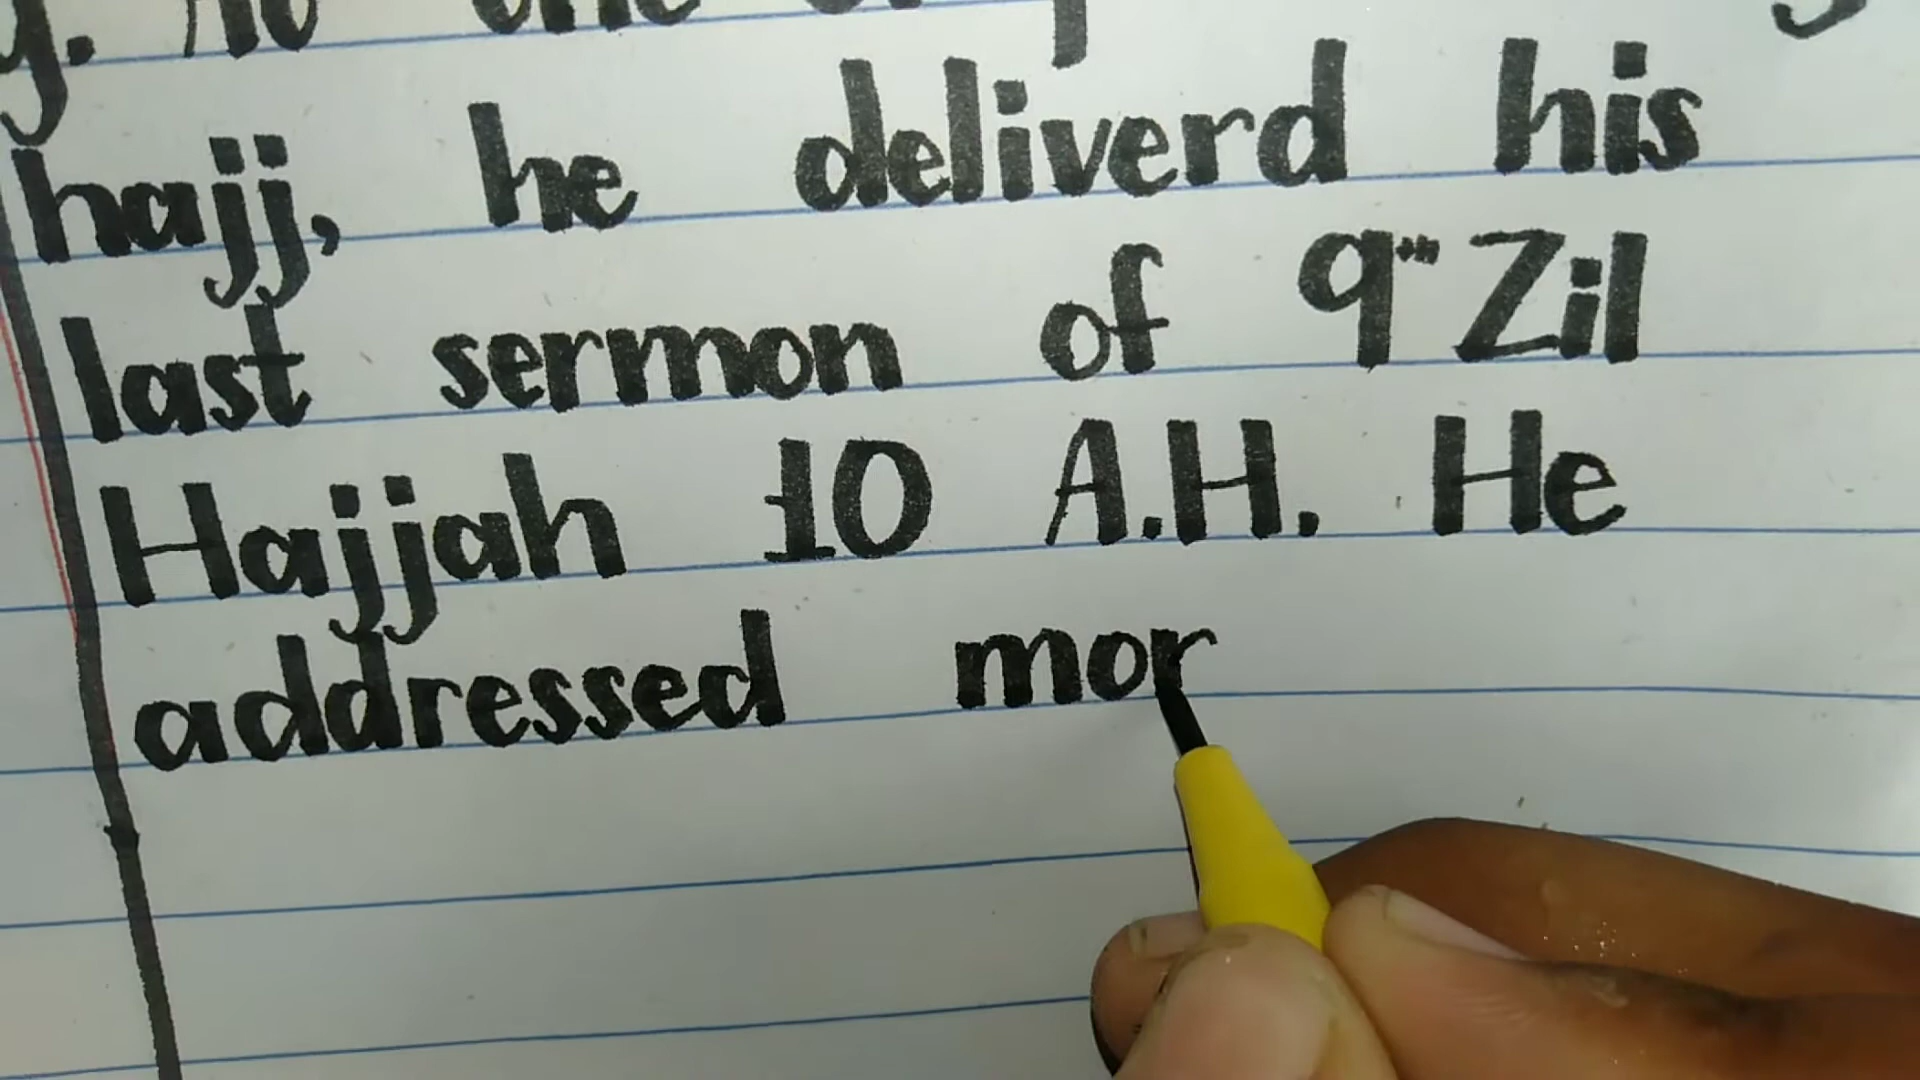 hajj, he deliverd his
last sermon of 9th Zil
Hajjah 10 A.H. He
addressed mor